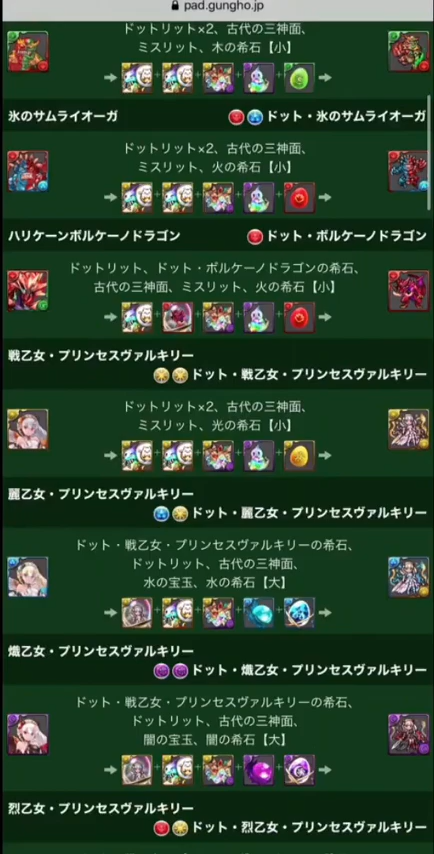 pad.gungho.jp
ドットリット×2、古代の三神面、
ミスリット、木の希石【小】
氷のサムライオーガ
ドット・氷のサムライオーガ
ドットリット×2、古代の三神面、
ミスリット、火の希石【小】
ハリケーンボルケーノドラゴン
ドット・ボルケーノドラゴン
ドットリット、ドット・ボルケーノドラゴンの希石、
古代の三神面、ミスリット、火の希石【小】
戦乙女・プリンセスヴァルキリー
ドット・戦乙女・プリンセスヴァルキリー
ドットリット×2、古代の三神面、
ミスリット、光の希石【小】
麗乙女・プリンセスヴァルキリー
ドット・麗乙女・プリンセスヴァルキリー
ドット・戦乙女・プリンセスヴァルキリーの希石、
ドットリット、古代の三神面、
水の宝玉、水の希石【大】
熾乙女・プリンセスヴァルキリー
ドット・熾乙女・プリンセスヴァルキリー
ドット・戦乙女・プリンセスヴァルキリーの希石、
ドットリット、古代の三神面、
闇の宝玉、闇の希石【大】
烈乙女・プリンセスヴァルキリー
ドット・烈乙女・プリンセスヴァルキリー